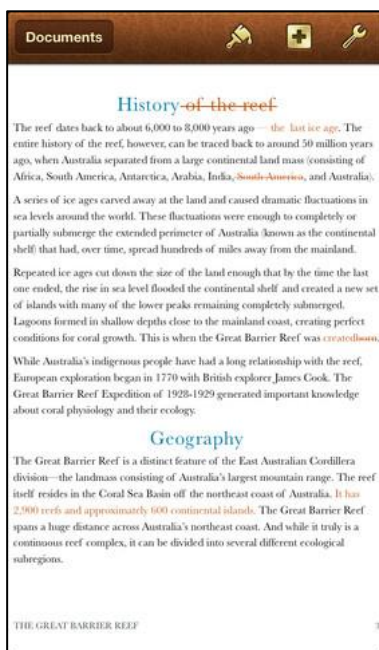 Documents
History of the reef
The reef dates back to about 6,000 to 8,000 years ago — the last ice age. The
entire history of the reef, however, can be traced back to around 50 million years
ago, when Australia separated from a large continental land mass (consisting of
Africa, South America, Antarctica, Arabia, India, South America, and Australia).
A series of ice ages carved away at the land and caused dramatic fluctuations in
sea levels around the world. These fluctuations were enough to completely or
partially submerge the extended perimeter of Australia (known as the continental
shelf) that had, over time, spread hundreds of miles away from the mainland.
Repeated ice ages cut down the size of the land enough that by the time the last
one ended, the rise in sea level flooded the continental shelf and created a new set
of islands with many of the lower peaks remaining completely submerged.
Lagoons formed in shallow depths close to the mainland coast, creating perfect
conditions for coral growth. This is when the Great Barrier Reef was createdborn.
While Australia's indigenous people have had a long relationship with the reef,
European exploration began in 1770 with British explorer James Cook. The
Great Barrier Reef Expedition of 1928-1929 generated important knowledge
about coral physiology and their ecology.
Geography
The Great Barrier Reef is a distinct feature of the East Australian Cordillera
division—the landmass consisting of Australia's largest mountain range. The reef
itself resides in the Coral Sea Basin off the northeast coast of Australia. It has
2,900 reefs and approximately 600 continental islands. The Great Barrier Reef
spans a huge distance across Australia's northeast coast. And while it truly is a
continuous reef complex, it can be divided into several different ecological
subregions.
THE GREAT BARRIER REEF